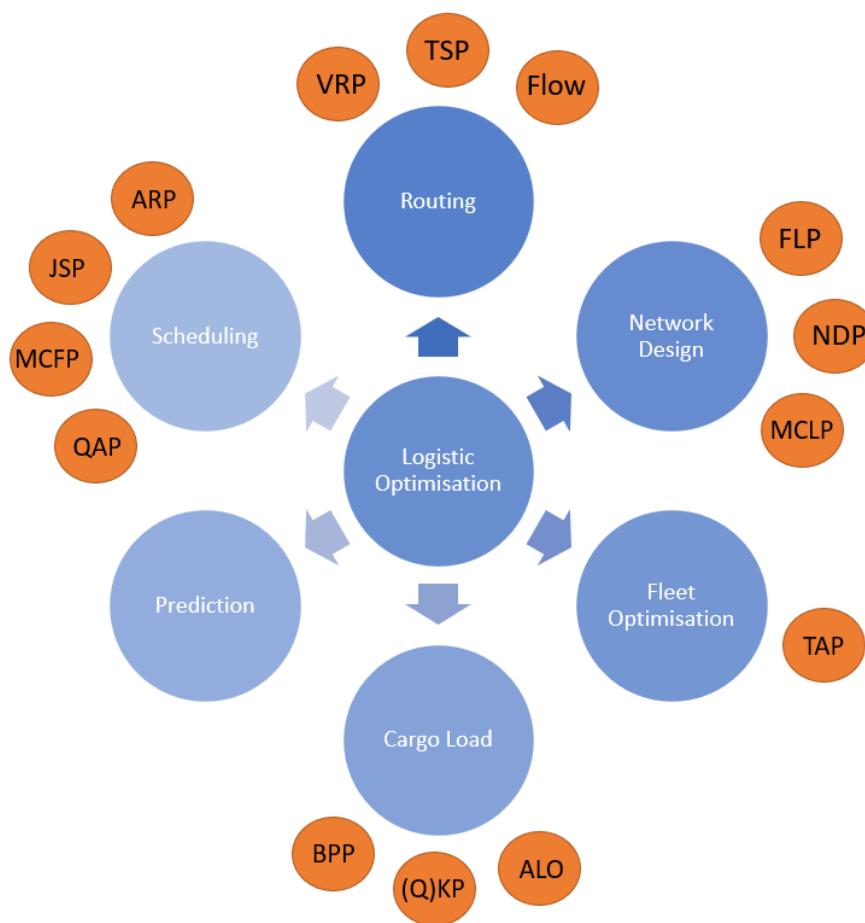 TSP
VRP
Flow
Routing
ARP
JSP
MCFP
QAP
Scheduling
FLP
NDP
MCLP
Network
Design
Logistic
Optimisation
Prediction
Fleet
Optimisation
TAP
Cargo Load
BPP
(Q)KP
ALO